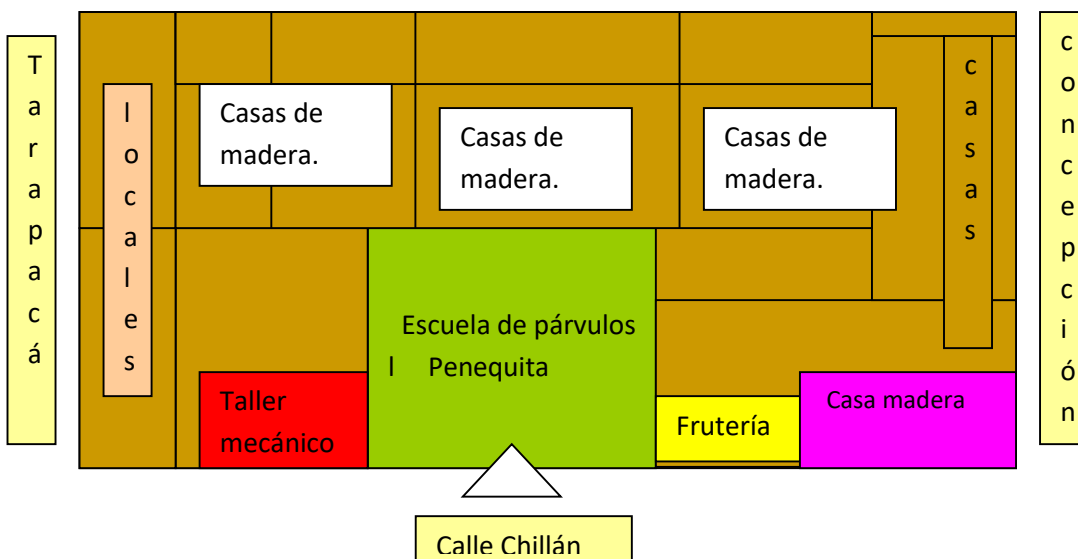 Tarapacá
locales
Casas de
madera.
Casas de
madera.
Casas de
madera.
casas
concepción
Escuela de párvulos
l Penequita
Taller
mecánico
Frutería
Casa madera
Calle Chillán